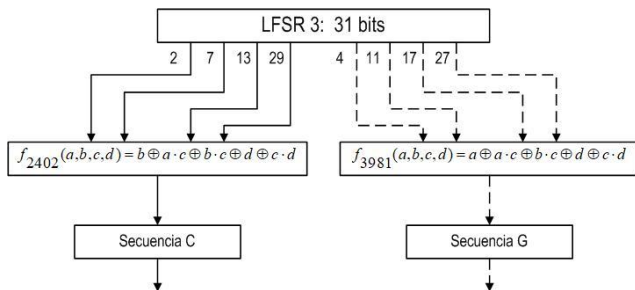 LFSR 3: 31 bits
2 7 13 29 4 11 17 27
f2402(a,b,c,d) = b ⊕ a · c ⊕ b · c ⊕ d ⊕ c · d
f3981(a,b,c,d) = a ⊕ a · c ⊕ b · c ⊕ d ⊕ c · d
Secuencia C
Secuencia G